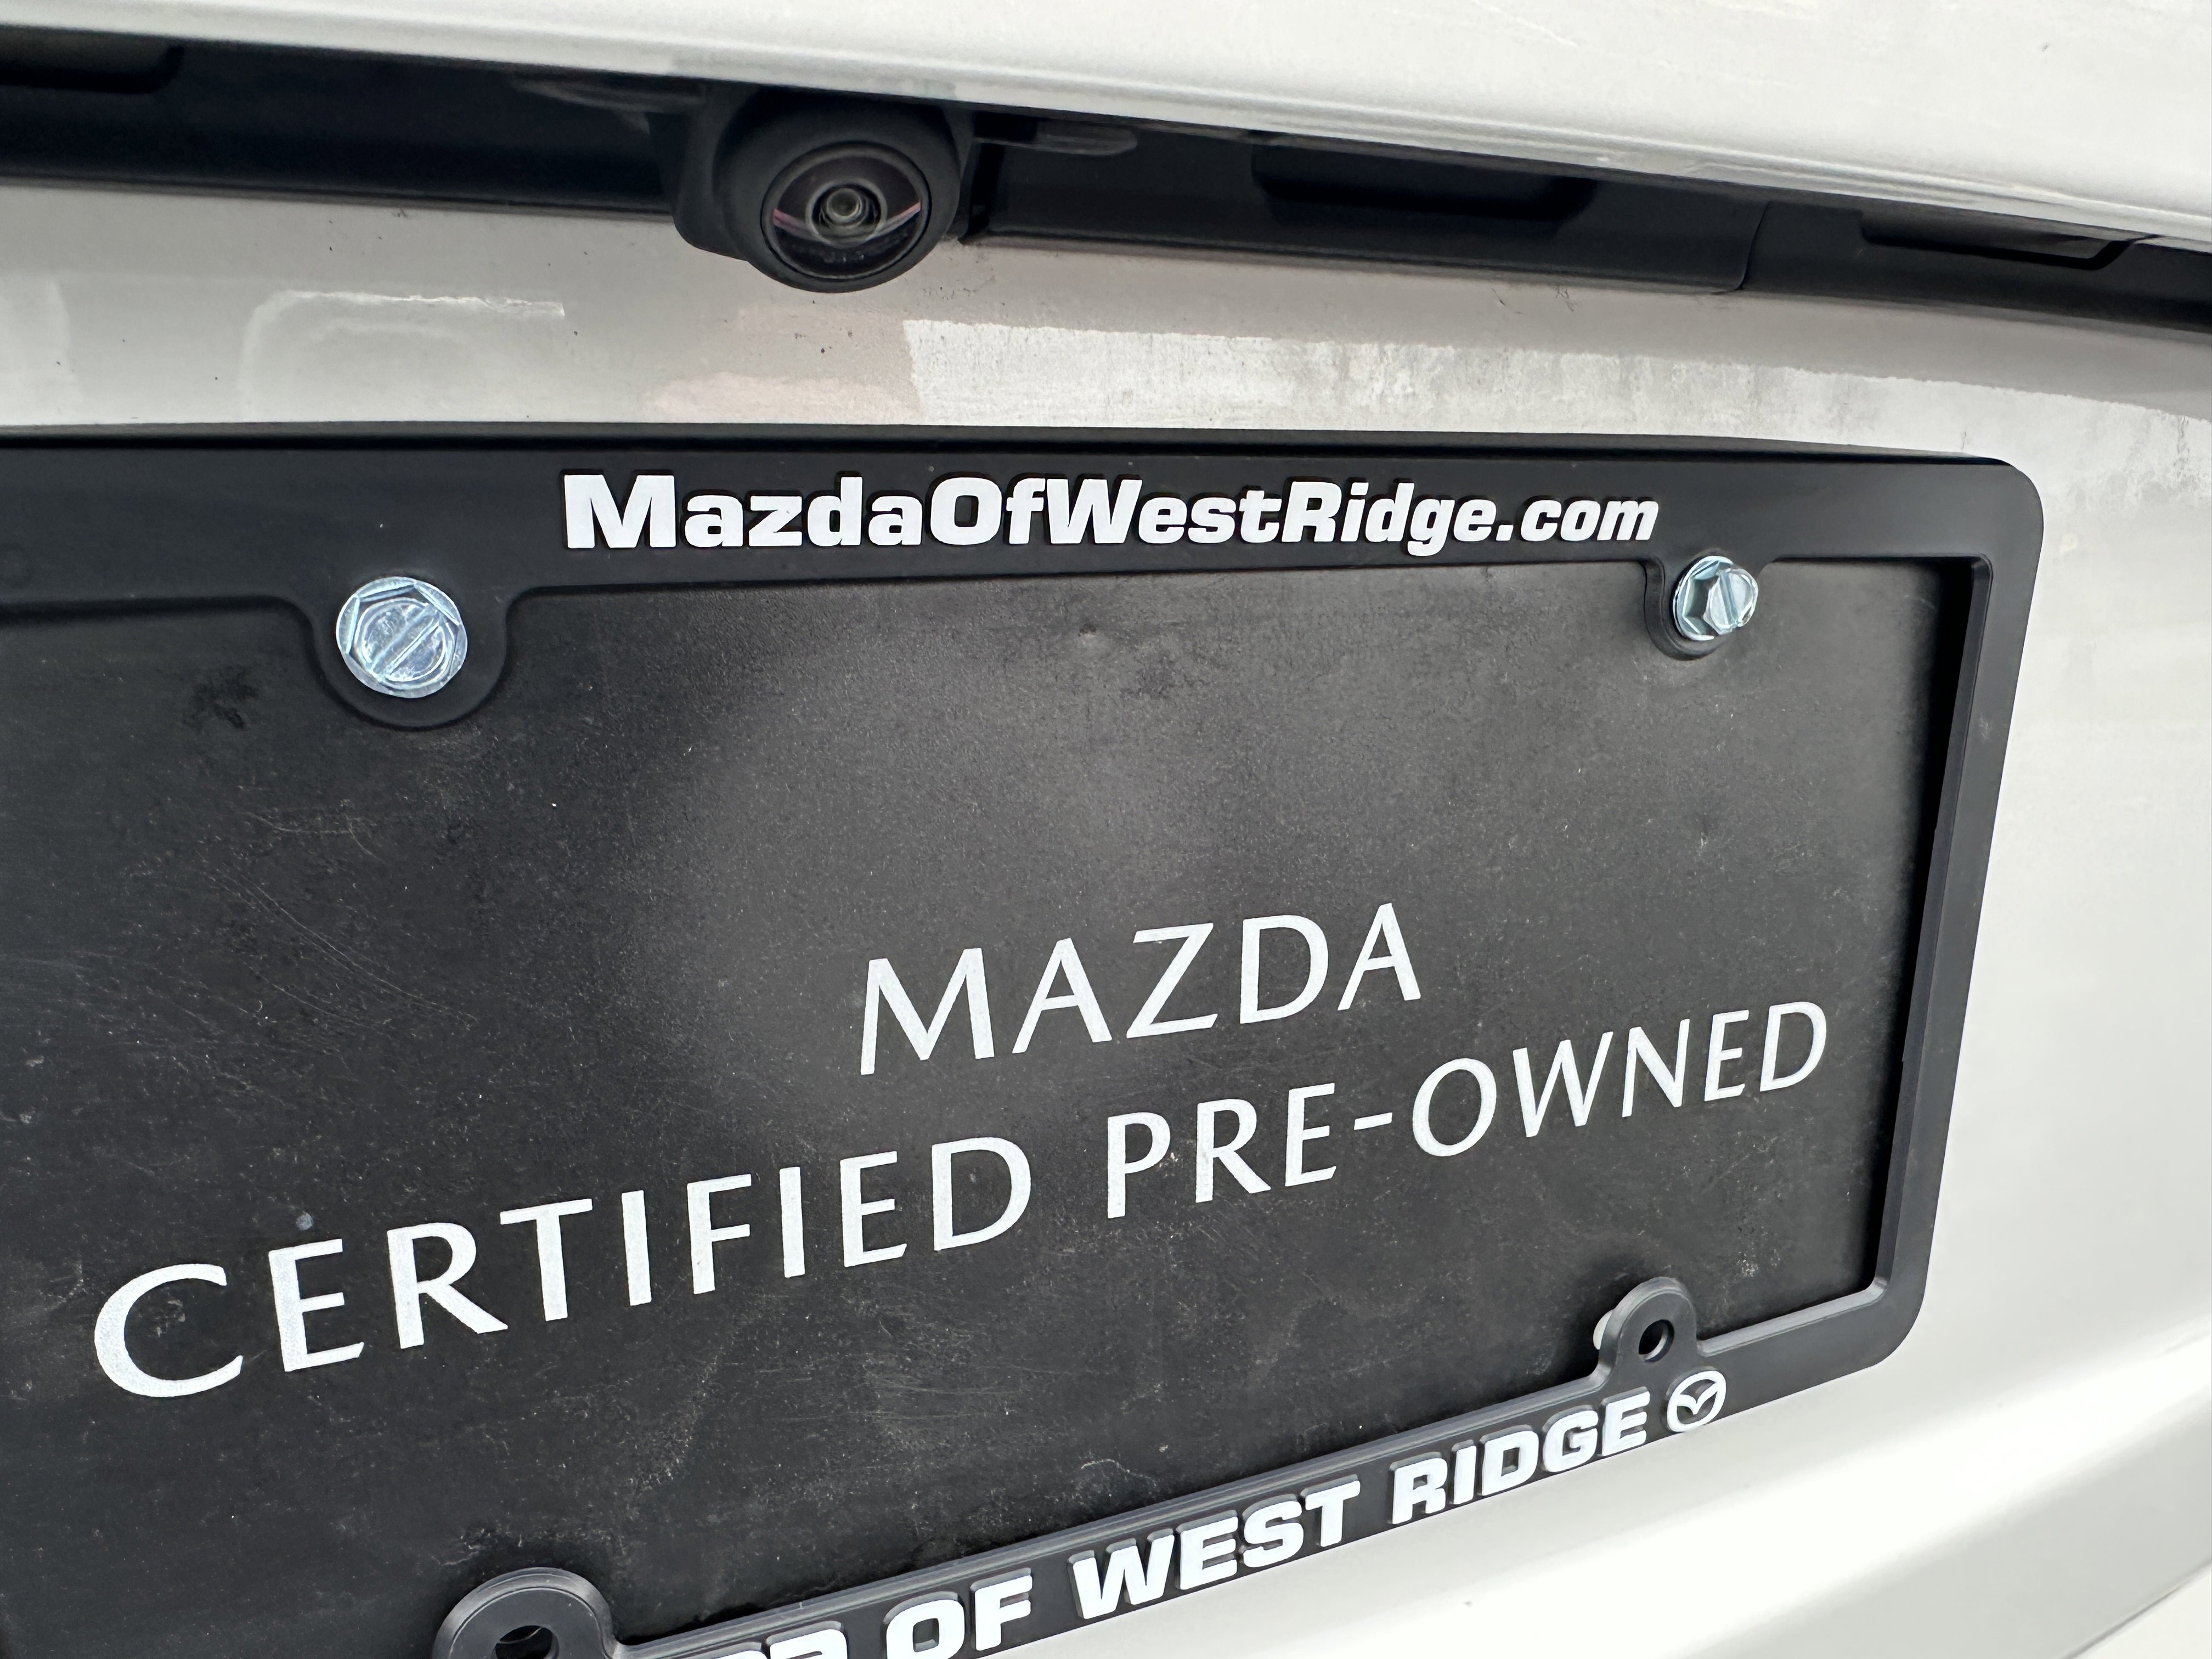 MazdaOfWestRidge.com
MAZDA
CERTIFIED PRE-OWNED
OF WEST RIDGE